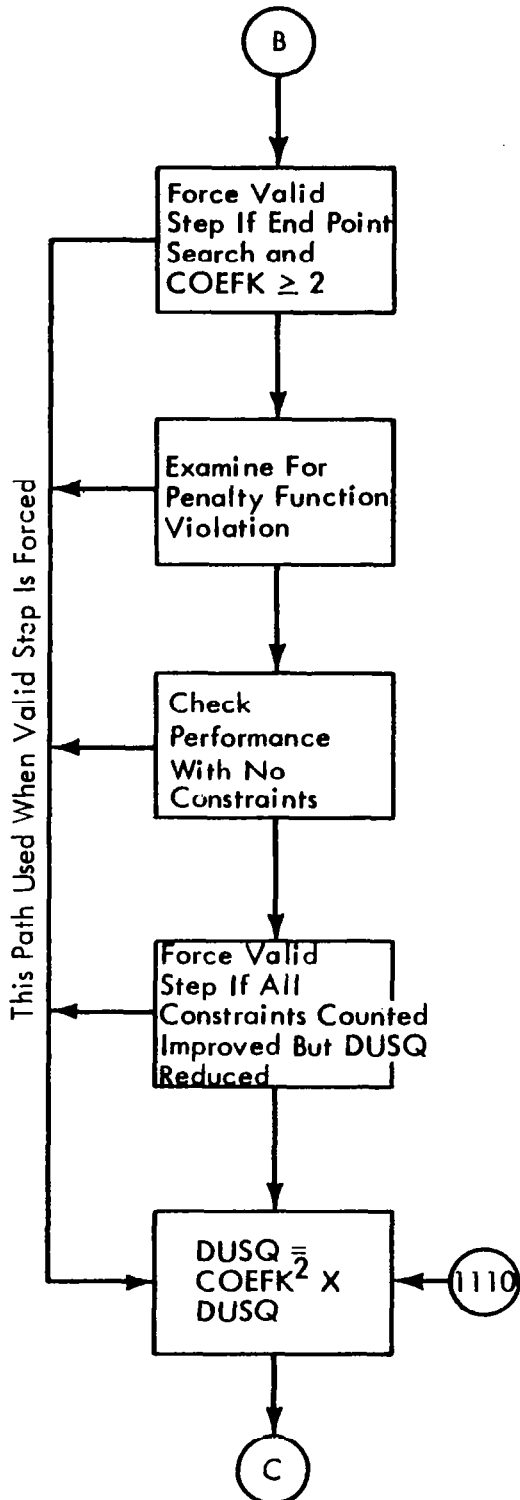 B
Force Valid
Step If End Point
Search and
COEFK ≥ 2
Examine For
Penalty Function
Violation
This Path Used When Valid Step Is Forced
Check
Performance
With No
Constraints
Force Valid
Step If All
Constraints Counted
Improved But DUSQ
Reduced
DUSQ =
COEFK² X
DUSQ
1110
C